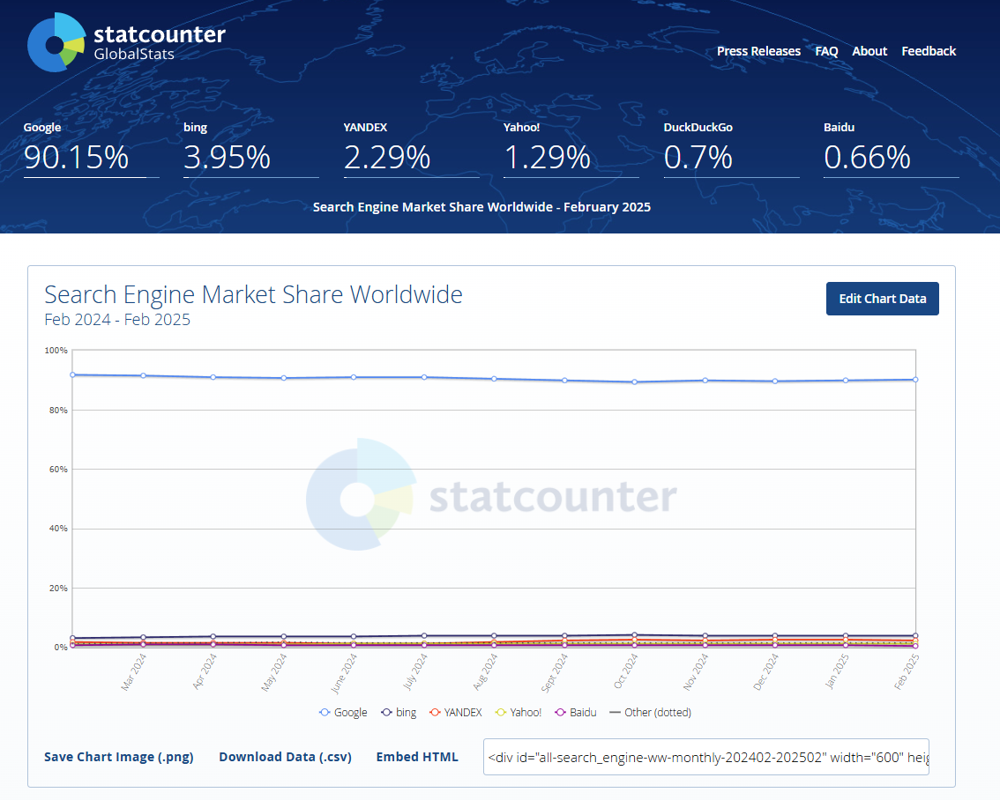 statcounter
GlobalStats
Press Releases FAQ About Feedback
Google bing YANDEX Yahoo! DuckDuckGo Baidu
90.15% 3.95% 2.29% 1.29% 0.7% 0.66%
Search Engine Market Share Worldwide - February 2025
Search Engine Market Share Worldwide
Feb 2024 - Feb 2025
Edit Chart Data
100%
80%
60%
statcounter
40%
20%
0%
Mar 2024 Apr 2024 May 2024 June 2024 July 2024 Aug 2024 Sept 2024 Oct 2024 Nov 2024 Dec 2024 Jan 2025 Feb 2025
Google bing YANDEX Yahoo! Baidu Other (dotted)
Save Chart Image (.png) Download Data (.csv) Embed HTML <div id="all-search_engine-ww-monthly-202402-202502" width="600" heig